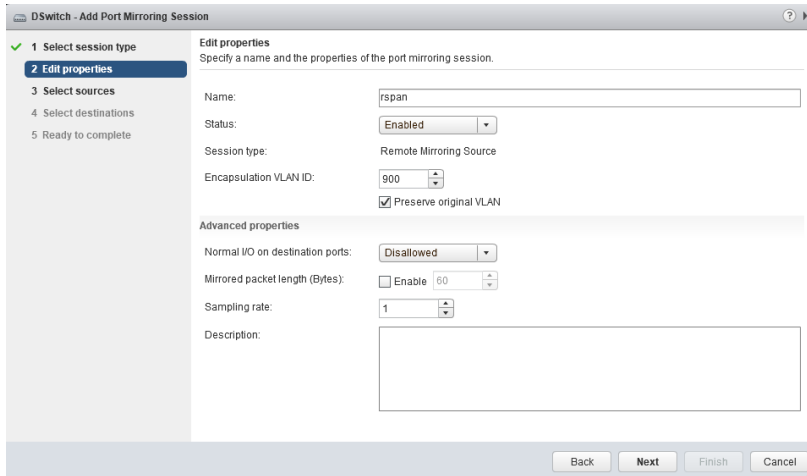 DSwitch - Add Port Mirroring Session
?
1 Select session type
2 Edit properties
3 Select sources
4 Select destinations
5 Ready to complete
Edit properties
Specify a name and the properties of the port mirroring session.
Name: rspan
Status: Enabled
Session type: Remote Mirroring Source
Encapsulation VLAN ID: 900
Preserve original VLAN
Advanced properties
Normal I/O on destination ports: Disallowed
Mirrored packet length (Bytes): Enable 60
Sampling rate: 1
Description:
Back Next Finish Cancel